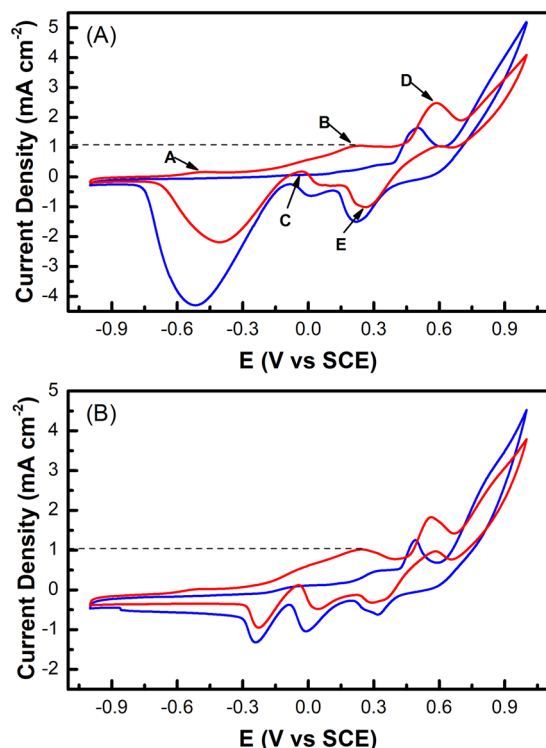 (A)
Current Density (mA cm-2)
5
4
3
2
1
0
-1
-2
-3
-4
A
B
C
D
E
-0.9 -0.6 -0.3 0.0 0.3 0.6 0.9
E (V vs SCE)
(B)
Current Density (mA cm-2)
5
4
3
2
1
0
-1
-2
-0.9 -0.6 -0.3 0.0 0.3 0.6 0.9
E (V vs SCE)